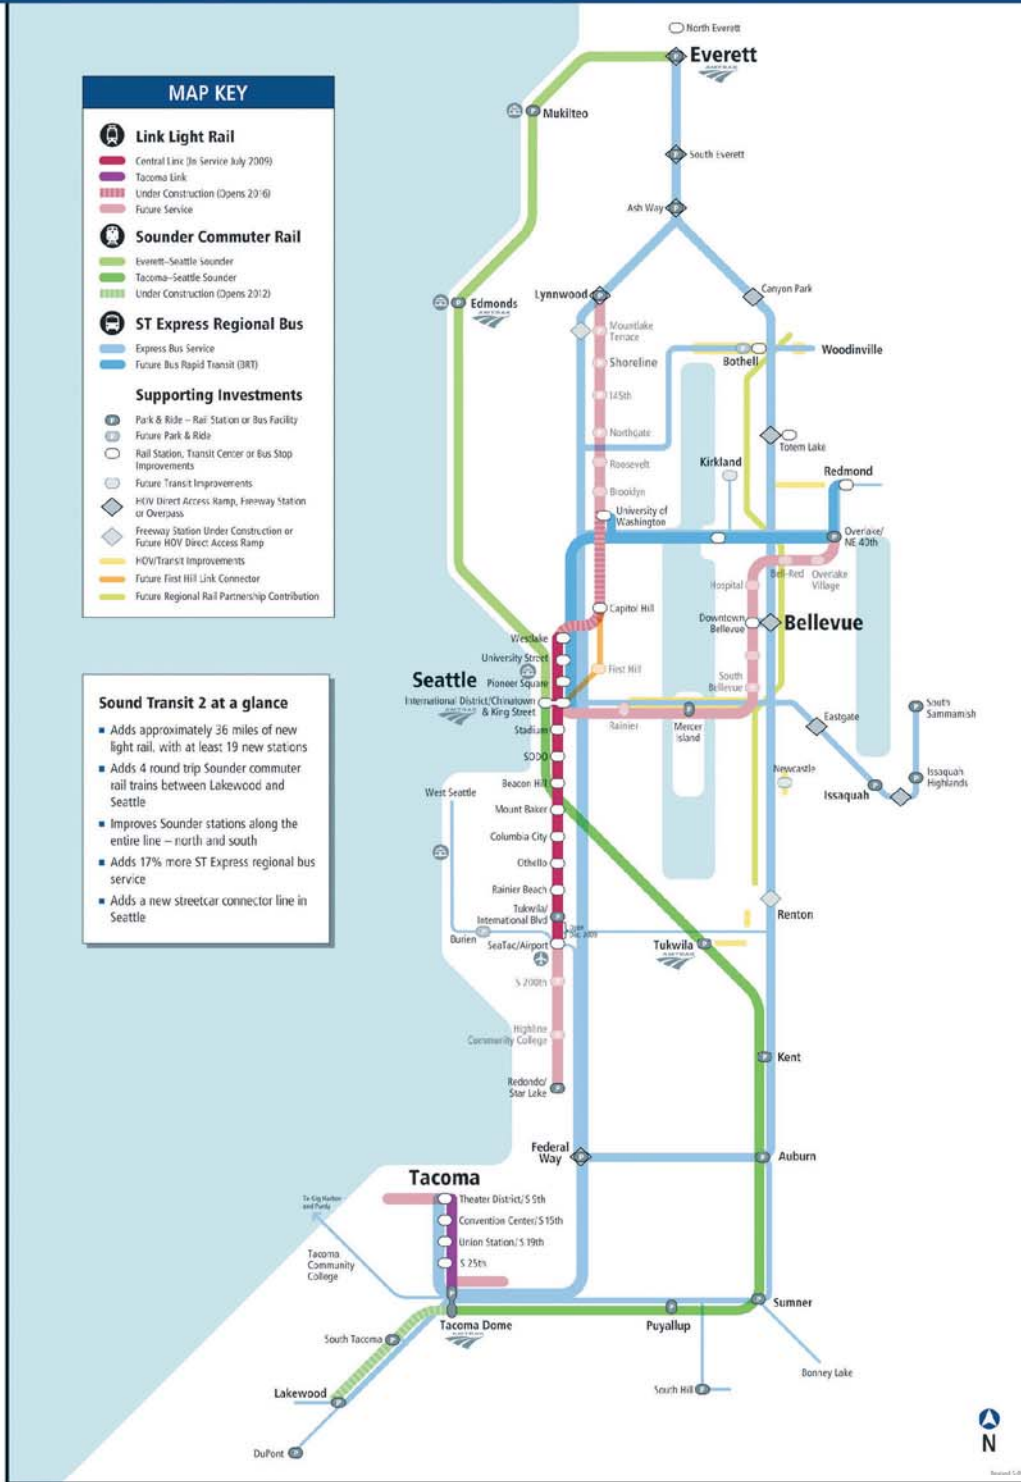 MAP KEY
Link Light Rail
Central Link (In Service July 2009)
Tacoma Link
Under Construction (Opens 2016)
Future Service
Sounder Commuter Rail
Everett–Seattle Sounder
Tacoma–Seattle Sounder
Under Construction (Opens 2012)
ST Express Regional Bus
Express Bus Service
Future Bus Rapid Transit (BRT)
Supporting Investments
Park & Ride – Rail Station or Bus Facility
Future Park & Ride
Rail Station, Transit Center or Bus Stop
Improvements
Future Transit Improvements
HOV Direct Access Ramp, Freeway Station
or Overpass
Freeway Station Under Construction or
Future HOV Direct Access Ramp
HOV/Transit Improvements
Future First Hill Link Connector
Future Regional Rail Partnership Contribution
Sound Transit 2 at a glance
Adds approximately 36 miles of new
light rail, with at least 19 new stations
Adds 4 round trip Sounder commuter
rail trains between Lakewood and
Seattle
Improves Sounder stations along the
entire line – north and south
Adds 17% more ST Express regional bus
service
Adds a new streetcar connector line in
Seattle
North Everett
Everett
AMTRAK
Mukilteo
South Everett
Ash Way
Edmonds
AMTRAK
Lynnwood
Canyon Park
Mountlake
Terrace
Shoreline
145th
Northgate
Roosevelt
Brooklyn
University of
Washington
Bothell
Woodinville
Totem Lake
Kirkland
Redmond
Overlake/
NE 40th
Bell-Red
Overlake
Village
Hospital
Downtown
Bellevue
Bellevue
South
Bellevue
Capitol Hill
First Hill
Westlake
University Street
Seattle
Pioneer Square
International District/Chinatown
& King Street
AMTRAK
Stadium
SODO
Beacon Hill
Mount Baker
Columbia City
Othello
Rainier Beach
Tukwila/
International Blvd
SeaTac/Airport
S 200th
Highline
Community College
Redondo/
Star Lake
Rainier
Mercer
Island
Eastgate
South
Sammamish
Issaquah
Highlands
Issaquah
Newcastle
West Seattle
Burien
Renton
Tukwila
AMTRAK
Kent
Federal
Way
Auburn
Tacoma
Theater District/S 9th
Convention Center/S 15th
Union Station/S 19th
S 25th
To Gig Harbor
and Purdy
Tacoma
Community
College
Tacoma Dome
AMTRAK
Puyallup
Sumner
Bonney Lake
South Hill
South Tacoma
Lakewood
DuPont
N